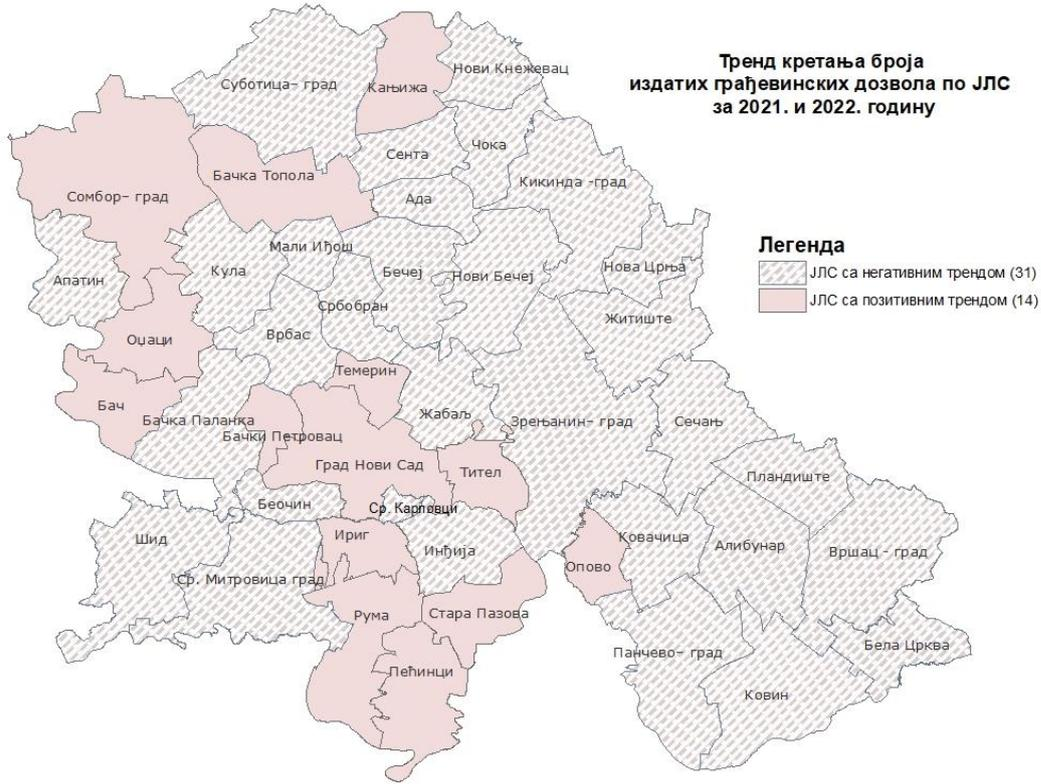 Тренд кретања броја
издатих грађевинских дозвола по ЈЛС
за 2021. и 2022. годину
Легенда
ЈЛС са негативним трендом (31)
ЈЛС са позитивним трендом (14)
Суботица- град
Кањижа
Нови Кнежевац
Сента
Чока
Бачка Топола
Ада
Кикинда -град
Сомбор- град
Мали Иђош
Апатин
Кула
Бечеј
Нови Бечеј
Нова Црња
Србобран
Житиште
Врбас
Оџаци
Темерин
Бач
Бачка Паланка
Жабаљ
Зрењанин- град
Сечањ
Бачки Петровац
Град Нови Сад
Тител
Пландиште
Беочин
Ср. Карловци
Шид
Ириг
Инђија
Ковачица
Алибунар
Вршац - град
Опово
Ср. Митровица град
Рума
Стара Пазова
Панчево- град
Бела Црква
Пећинци
Ковин